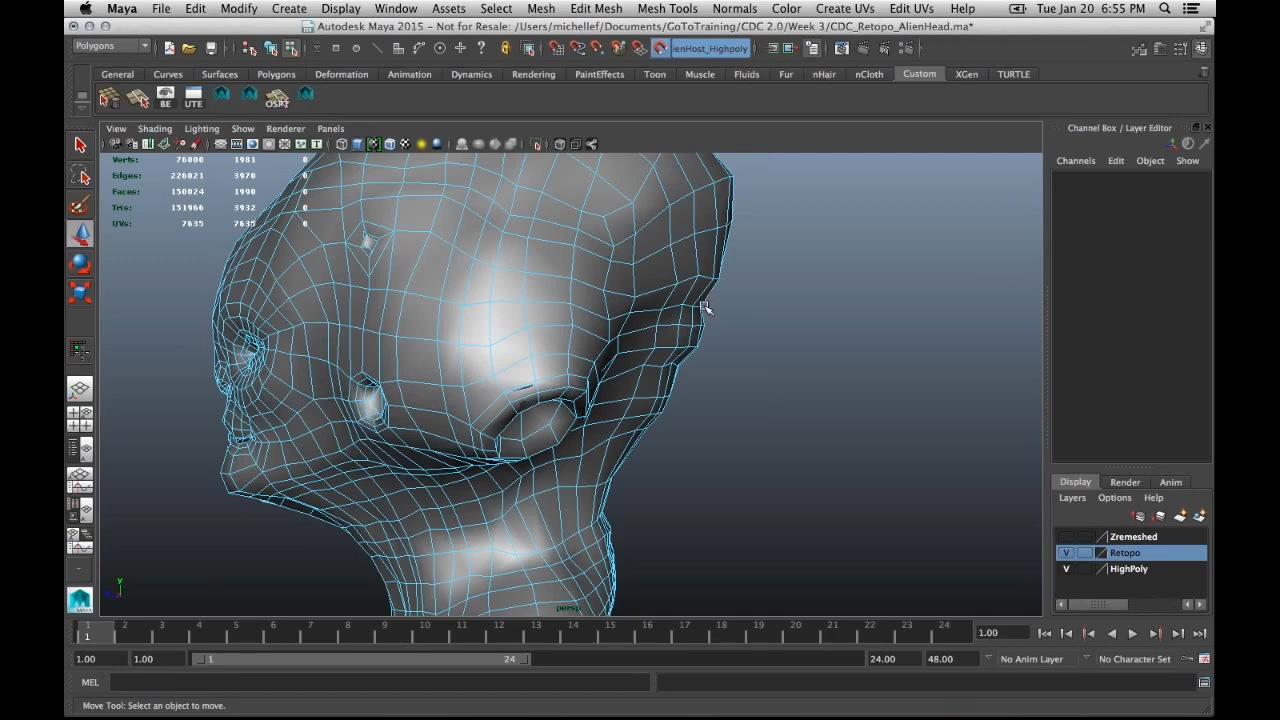 Maya File Edit Modify Create Display Window Assets Select Mesh Edit Mesh Mesh Tools Normals Color Create UVs Edit UVs Help Tue Jan 20 6:55 PM
Autodesk Maya 2015 - Not for Resale: /Users/michellef/Documents/GoToTraining/CDC 2.0/Week 3/CDC_Retopo_AlienHead.ma*
Polygons ienHost_Highpoly
General Curves Surfaces Polygons Deformation Animation Dynamics Rendering PaintEffects Toon Muscle Fluids Fur nHair nCloth Custom XGen TURTLE
BE UTE
View Shading Lighting Show Renderer Panels
Channel Box / Layer Editor
Channels Edit Object Show
Verts: 76000 1981 0
Edges: 226021 3970 0
Faces: 150024 1990 0
Tris: 151966 3932 0
UVs: 7635 7635 0
Display Render Anim
Layers Options Help
Zremeshed
V Retopo
V HighPoly
y
persp
MAYA
1 2 3 4 5 6 7 8 9 10 11 12 13 14 15 16 17 18 19 20 21 22 23 24
1 1.00
1.00 1.00 1 24 24.00 48.00 No Anim Layer No Character Set
MEL
Move Tool: Select an object to move.